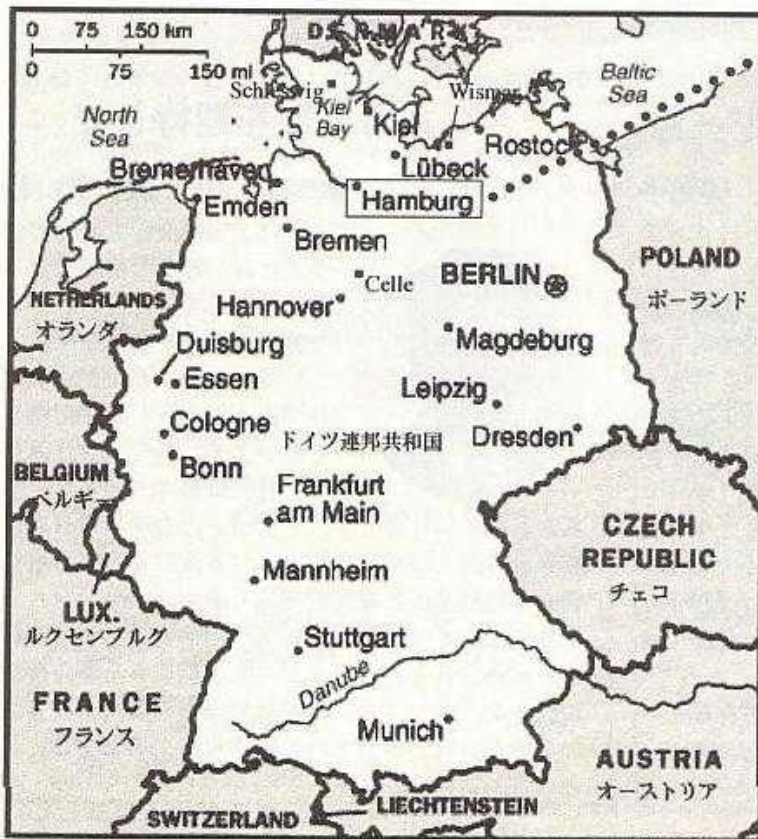 0 75 150 km
0 75 150 mi
DENMARK
Schleswig
Kiel
Bay
Wismar
Baltic
Sea
North
Sea
Kiel
Rostock
Bremerhaven
Lübeck
Emden
Hamburg
Bremen
POLAND
ポーランド
Celle
BERLIN
NETHERLANDS
オランダ
Hannover
Duisburg
Magdeburg
Essen
Leipzig
Cologne
ドイツ連邦共和国
Dresden
BELGIUM
ベルギー
Bonn
Frankfurt
am Main
CZECH
REPUBLIC
チェコ
Mannheim
LUX.
ルクセンブルグ
Stuttgart
Danube
FRANCE
フランス
Munich
AUSTRIA
オーストリア
SWITZERLAND
LIECHTENSTEIN